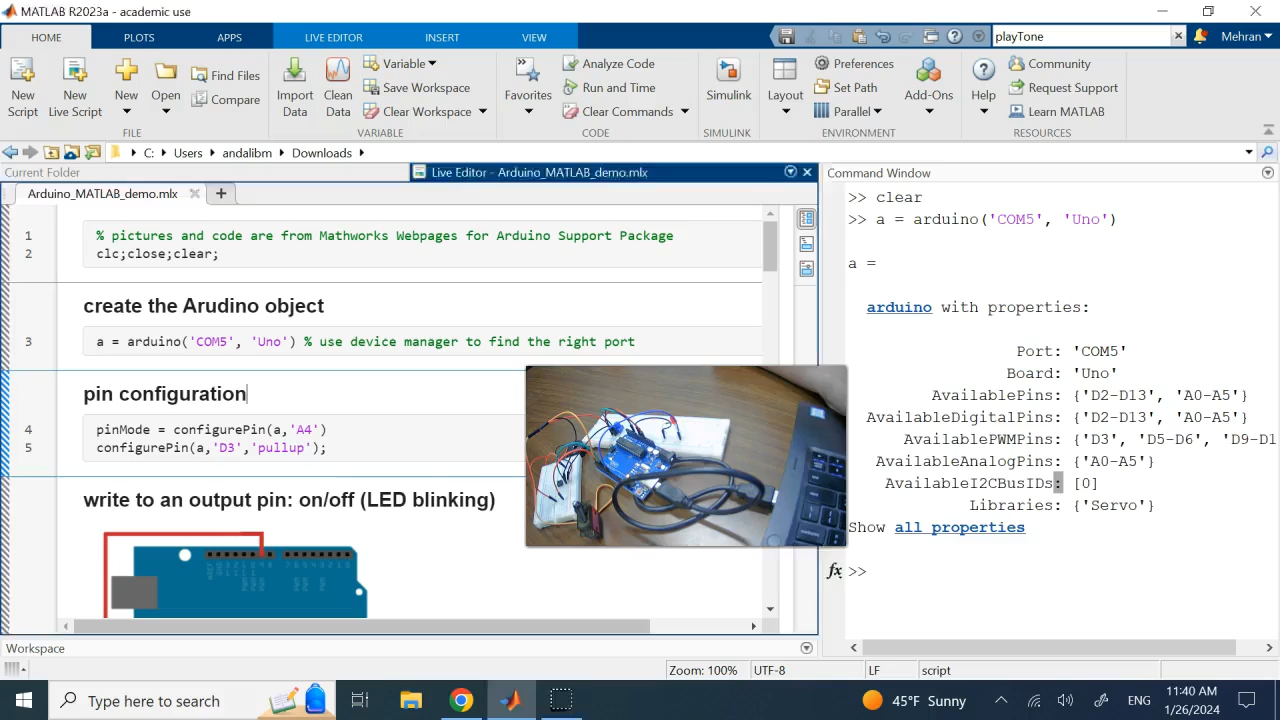 MATLAB R2023a - academic use
HOME PLOTS APPS LIVE EDITOR INSERT VIEW playTone Mehran
New Script
New Live Script
New
Open
Find Files
Compare
FILE
Import Data
Clean Data
Variable
Save Workspace
Clear Workspace
VARIABLE
Favorites
Analyze Code
Run and Time
Clear Commands
CODE
Simulink
SIMULINK
Layout
Preferences
Set Path
Parallel
Add-Ons
ENVIRONMENT
Help
Community
Request Support
Learn MATLAB
RESOURCES
C: Users andalibm Downloads
Current Folder
Live Editor - Arduino_MATLAB_demo.mlx
Arduino_MATLAB_demo.mlx
1 % pictures and code are from Mathworks Webpages for Arduino Support Package
2 clc;close;clear;
create the Arudino object
3 a = arduino('COM5', 'Uno') % use device manager to find the right port
pin configuration
4 pinMode = configurePin(a,'A4')
5 configurePin(a,'D3','pullup');
write to an output pin: on/off (LED blinking)
Command Window
>> clear
>> a = arduino('COM5', 'Uno')
a =
arduino with properties:
Port: 'COM5'
Board: 'Uno'
AvailablePins: {'D2-D13', 'A0-A5'}
AvailableDigitalPins: {'D2-D13', 'A0-A5'}
AvailablePWMPins: {'D3', 'D5-D6', 'D9-D1
AvailableAnalogPins: {'A0-A5'}
AvailableI2CBusIDs: [0]
Libraries: {'Servo'}
Show all properties
fx >>
Workspace
Zoom: 100% UTF-8 LF script
Type here to search
45°F Sunny
ENG
11:40 AM
1/26/2024